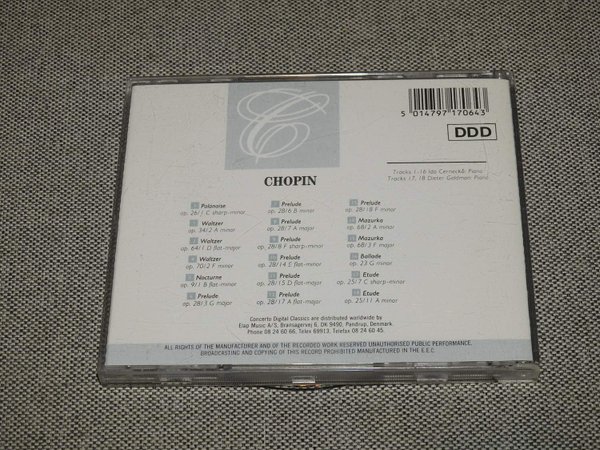 C
5 014797 170643
DDD
Tracks 1-16 Ida Cernecká: Piano
Tracks 17, 18 Dieter Goldman: Piano
CHOPIN
1 Polonaise
op. 26/1 C sharp-minor
2 Waltzer
op. 34/2 A minor
3 Waltzer
op. 64/1 D flat-major
4 Waltzer
op. 70/2 F minor
5 Nocturne
op. 9/1 B flat-minor
6 Prelude
op. 28/3 G major
7 Prelude
op. 28/6 B minor
8 Prelude
op. 28/7 A major
9 Prelude
op. 28/8 F sharp-minor
10 Prelude
op. 28/14 E flat-minor
11 Prelude
op. 28/15 D flat-major
12 Prelude
op. 28/17 A flat-major
13 Prelude
op. 28/18 F minor
14 Mazurka
op. 68/2 A minor
15 Mazurka
op. 68/3 F major
16 Ballade
op. 23 G minor
17 Etude
op. 25/7 C sharp-minor
18 Etude
op. 25/11 A minor
Concerto Digital Classics are distributed worldwide by
Elap Music A/S, Bransagervej 6, DK 9490, Pandrup, Denmark.
Phone 08 24 60 66, Telex 69913, Telefax 08 24 60 45.
ALL RIGHTS OF THE MANUFACTURER AND OF THE RECORDED WORK RESERVED UNAUTHORISED PUBLIC PERFORMANCE,
BROADCASTING AND COPYING OF THIS RECORD PROHIBITED MANUFACTURED IN THE E.E.C.